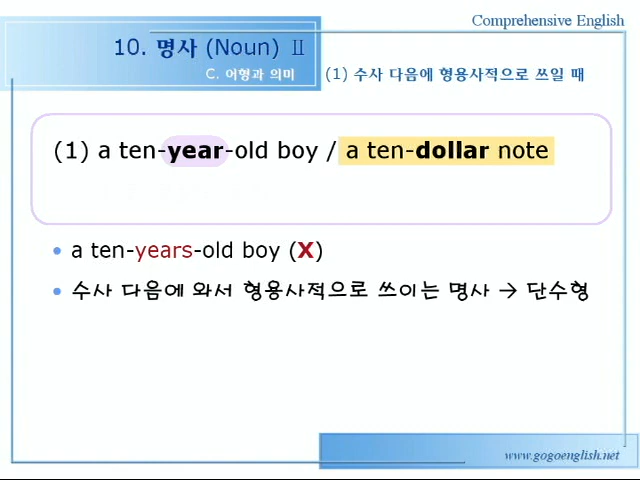 Comprehensive English
10. 명사 (Noun) Ⅱ
C. 어형과 의미
(1) 수사 다음에 형용사적으로 쓰일 때
(1) a ten-year-old boy / a ten-dollar note
• a ten-years-old boy (X)
• 수사 다음에 와서 형용사적으로 쓰이는 명사 → 단수형
www.gogoenglish.net